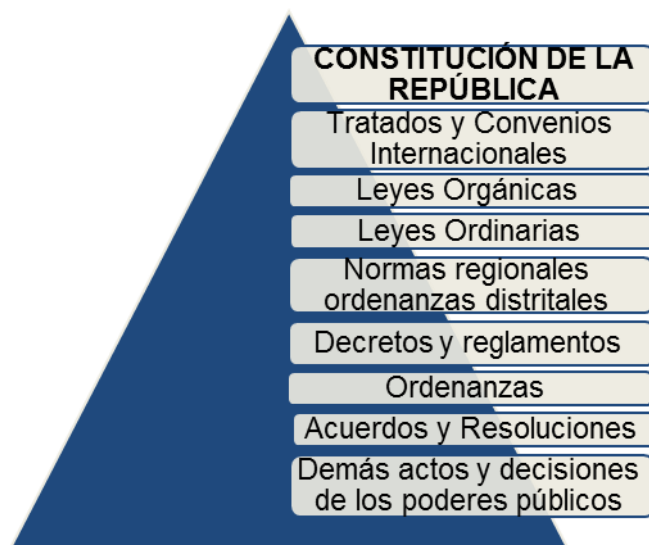 CONSTITUCIÓN DE LA
REPÚBLICA
Tratados y Convenios
Internacionales
Leyes Orgánicas
Leyes Ordinarias
Normas regionales
ordenanzas distritales
Decretos y reglamentos
Ordenanzas
Acuerdos y Resoluciones
Demás actos y decisiones
de los poderes públicos